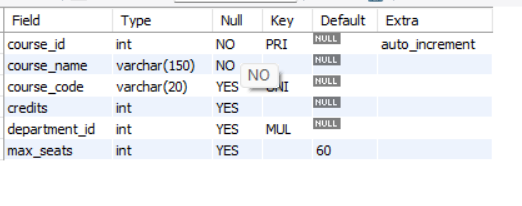 Field Type Null Key Default Extra
course_id int NO PRI NULL auto_increment
course_name varchar(150) NO NULL
NO
course_code varchar(20) YES UNI NULL
credits int YES NULL
department_id int YES MUL NULL
max_seats int YES 60